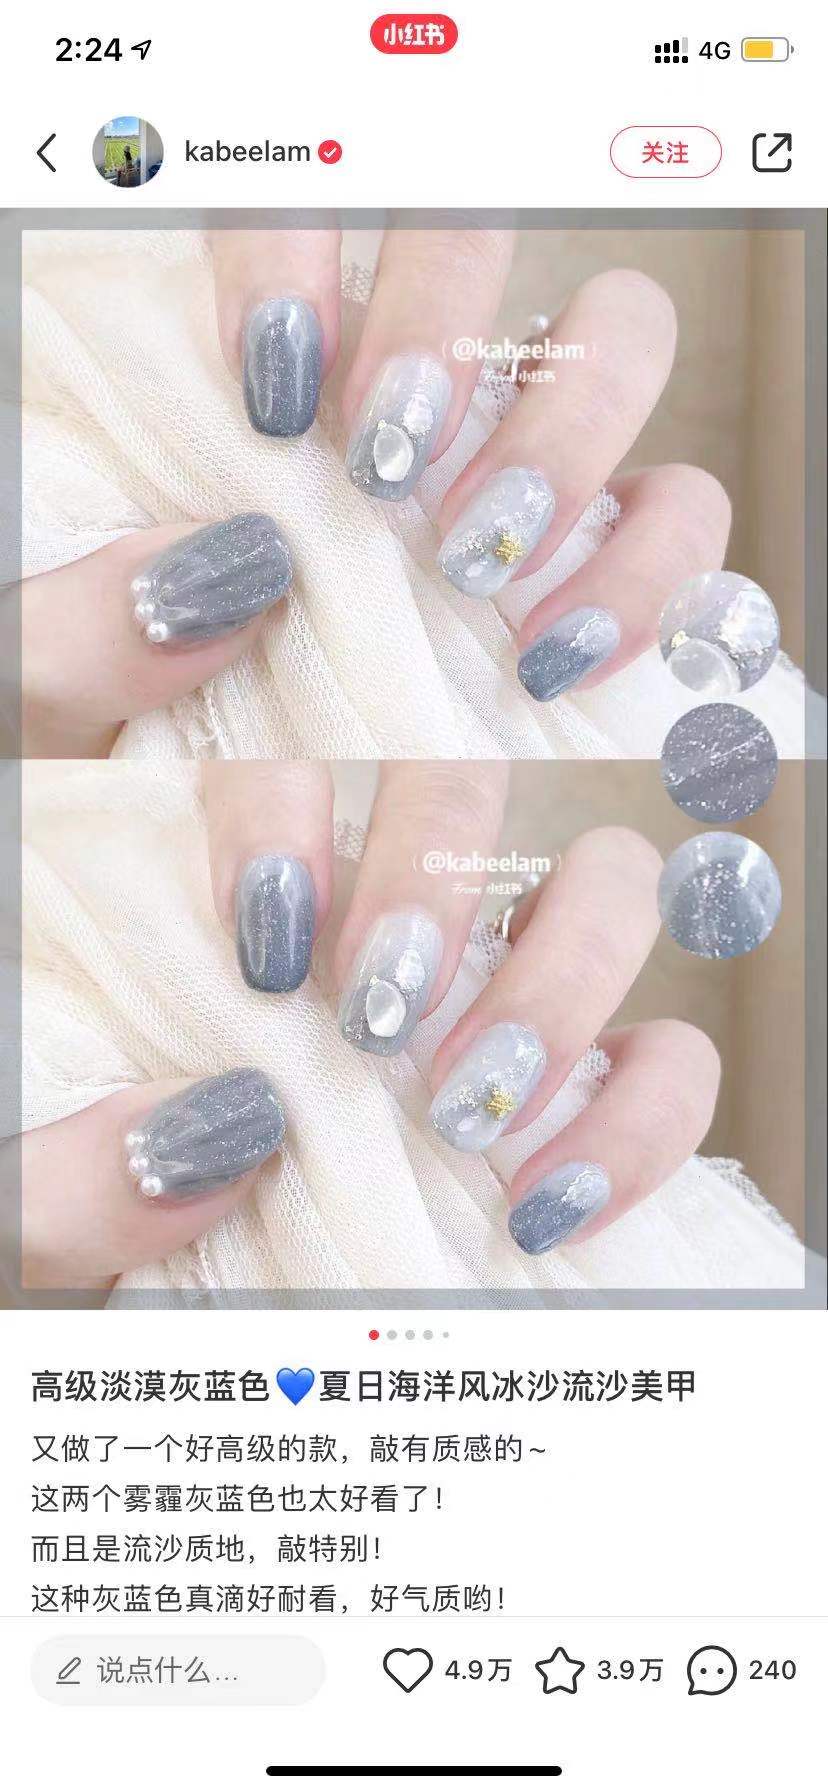 2:24
小红书
4G
kabeelam
关注
@kabeelam
From 小红书
@kabeelam
From 小红书
高级淡漠灰蓝色💙夏日海洋风冰沙流沙美甲
又做了一个好高级的款，敲有质感的~
这两个雾霾灰蓝色也太好看了！
而且是流沙质地，敲特别！
这种灰蓝色真滴好耐看，好气质哟！
说点什么...
4.9万
3.9万
240